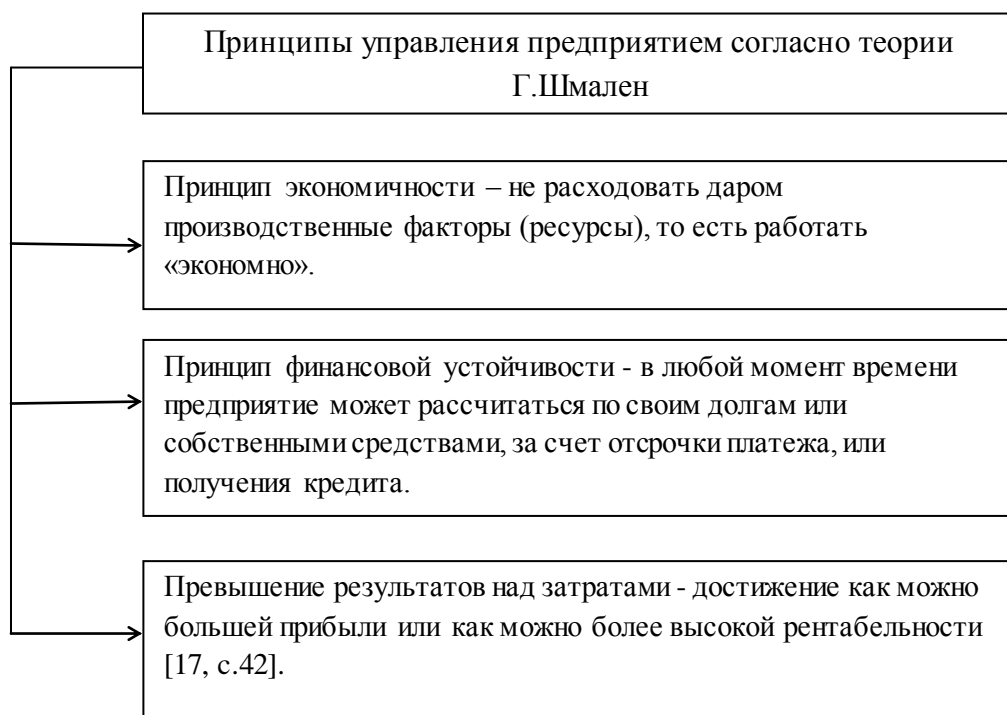 Принципы управления предприятием согласно теории
Г.Шмален
Принцип экономичности – не расходовать даром
производственные факторы (ресурсы), то есть работать
«экономно».
Принцип финансовой устойчивости - в любой момент времени
предприятие может рассчитаться по своим долгам или
собственными средствами, за счет отсрочки платежа, или
получения кредита.
Превышение результатов над затратами - достижение как можно
большей прибыли или как можно более высокой рентабельности
[17, с.42].